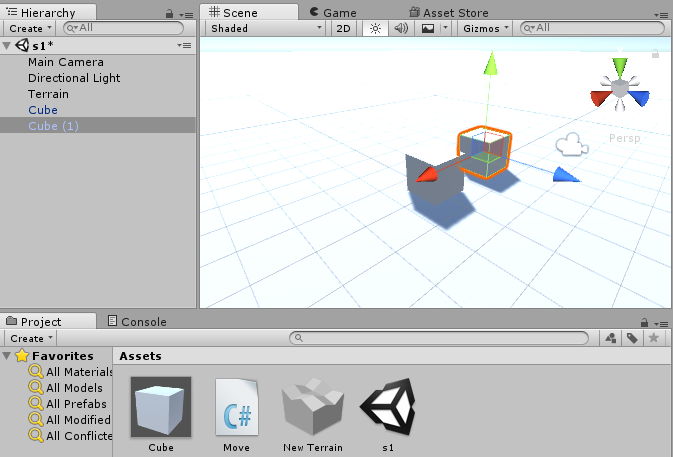 Hierarchy
Create All
s1*
Main Camera
Directional Light
Terrain
Cube
Cube (1)
Scene Game Asset Store
Shaded 2D Gizmos All
Persp
Project Console
Create
Favorites
All Materials
All Models
All Prefabs
All Modified
All Conflicte
Assets
C#
Cube Move New Terrain s1